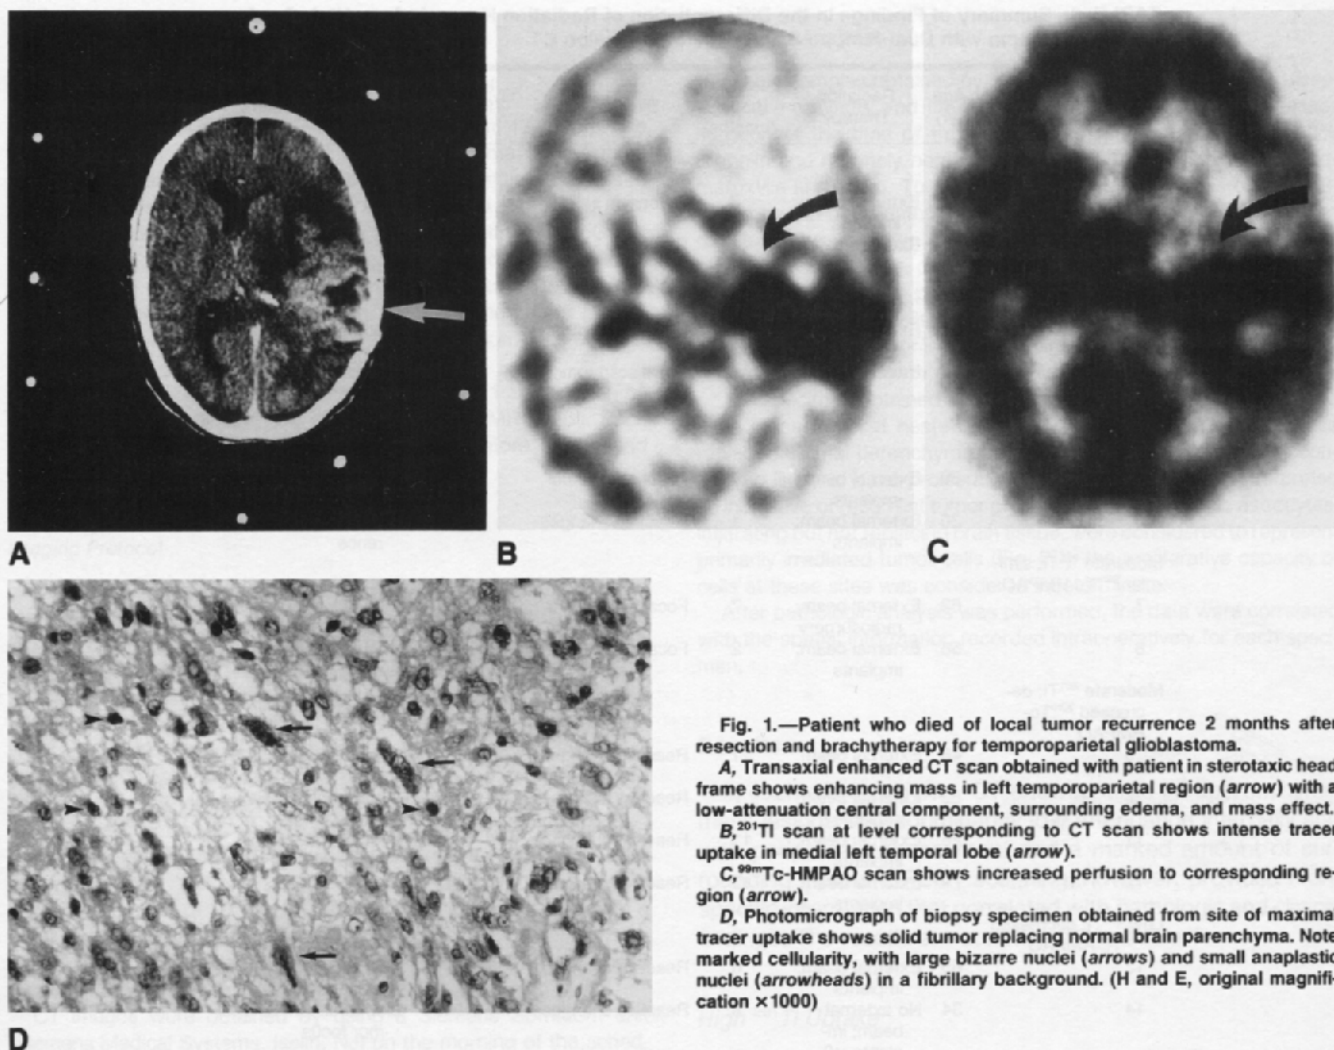 A
B
C
D
Fig. 1.—Patient who died of local tumor recurrence 2 months after
resection and brachytherapy for temporoparietal glioblastoma.
A, Transaxial enhanced CT scan obtained with patient in sterotaxic head
frame shows enhancing mass in left temporoparietal region (arrow) with a
low-attenuation central component, surrounding edema, and mass effect.
B,²⁰¹Tl scan at level corresponding to CT scan shows intense tracer
uptake in medial left temporal lobe (arrow).
C,⁹⁹ᵐTc-HMPAO scan shows increased perfusion to corresponding re-
gion (arrow).
D, Photomicrograph of biopsy specimen obtained from site of maximal
tracer uptake shows solid tumor replacing normal brain parenchyma. Note
marked cellularity, with large bizarre nuclei (arrows) and small anaplastic
nuclei (arrowheads) in a fibrillary background. (H and E, original magnifi-
cation ×1000)